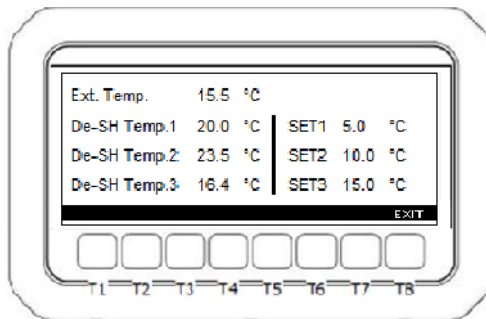 Ext. Temp. 15.5 °C
De-SH Temp.1 20.0 °C SET1 5.0 °C
De-SH Temp.2 23.5 °C SET2 10.0 °C
De-SH Temp.3 16.4 °C SET3 15.0 °C
EXIT
T1 T2 T3 T4 T5 T6 T7 T8